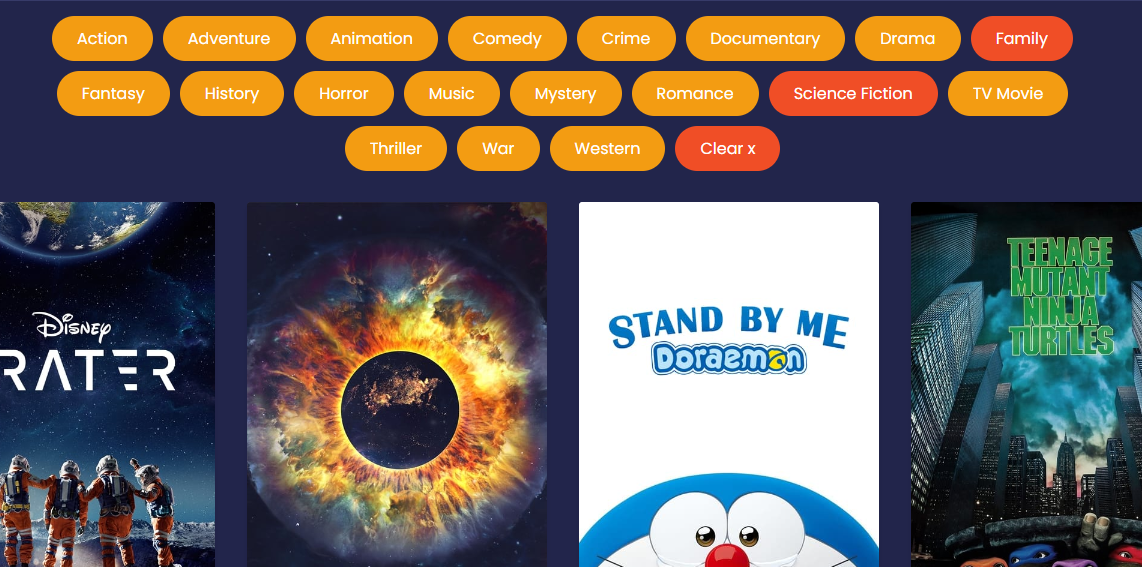 Action Adventure Animation Comedy Crime Documentary Drama Family
Fantasy History Horror Music Mystery Romance Science Fiction TV Movie
Thriller War Western Clear x
Disney
RATER
STAND BY ME
Doraemon
TEENAGE
MUTANT
NINJA
TURTLES